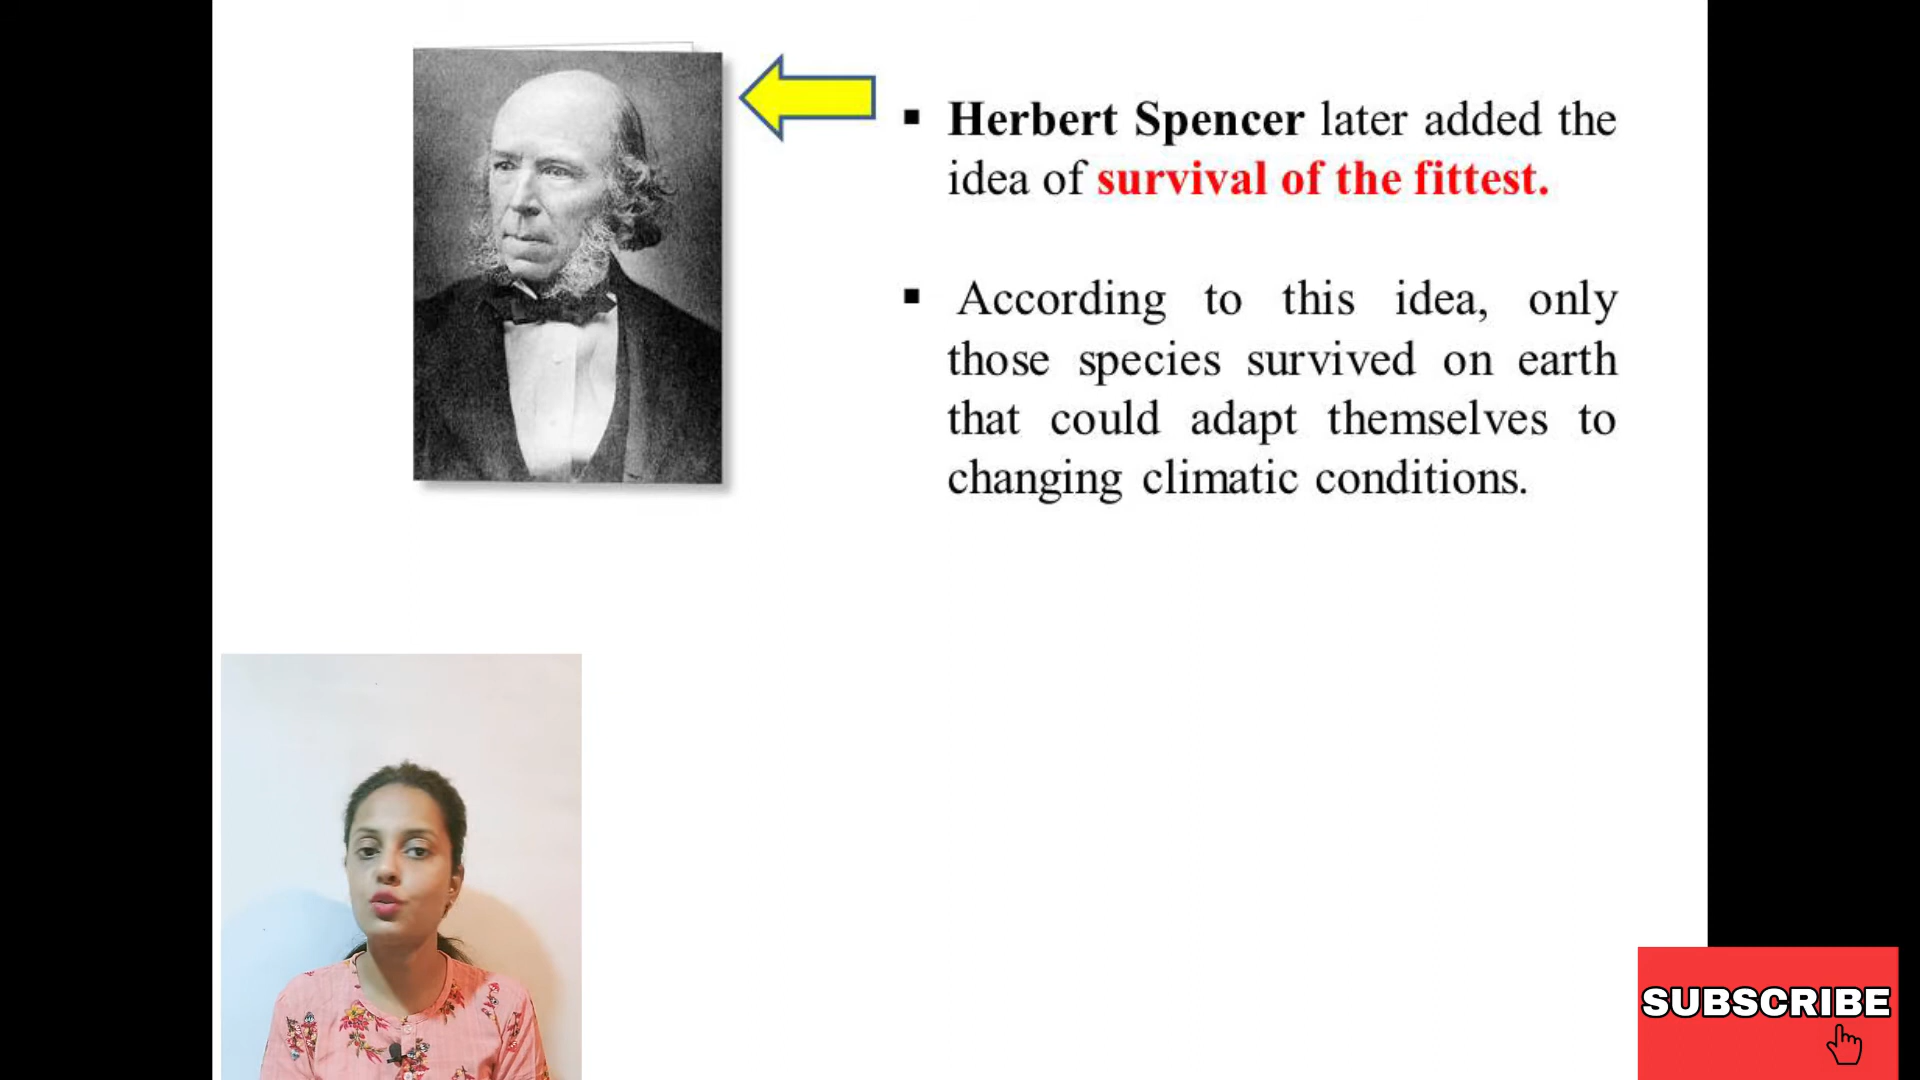 ▪ Herbert Spencer later added the
idea of survival of the fittest.
▪ According to this idea, only
those species survived on earth
that could adapt themselves to
changing climatic conditions.
SUBSCRIBE